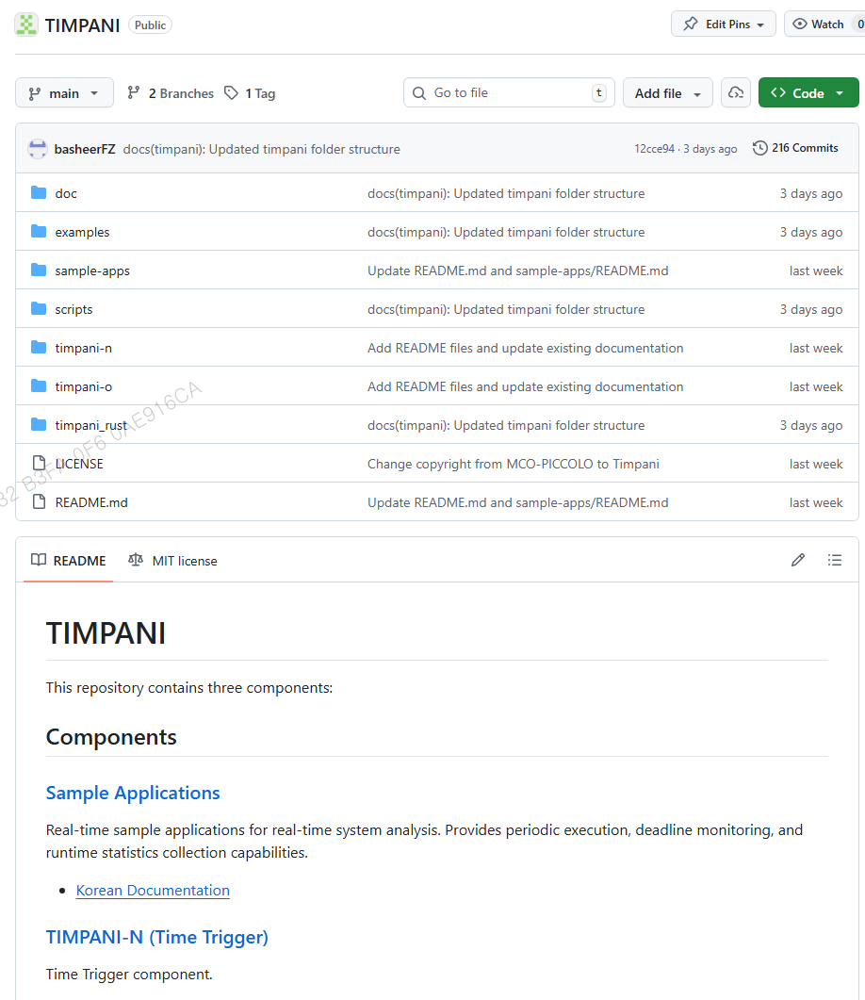 TIMPANI Public Edit Pins Watch 0
main 2 Branches 1 Tag Go to file t Add file Code
basheerFZ docs(timpani): Updated timpani folder structure 12cce94 · 3 days ago 216 Commits
doc docs(timpani): Updated timpani folder structure 3 days ago
examples docs(timpani): Updated timpani folder structure 3 days ago
sample-apps Update README.md and sample-apps/README.md last week
scripts docs(timpani): Updated timpani folder structure 3 days ago
timpani-n Add README files and update existing documentation last week
timpani-o Add README files and update existing documentation last week
timpani_rust docs(timpani): Updated timpani folder structure 3 days ago
LICENSE Change copyright from MCO-PICCOLO to Timpani last week
README.md Update README.md and sample-apps/README.md last week
README MIT license
TIMPANI
This repository contains three components:
Components
Sample Applications
Real-time sample applications for real-time system analysis. Provides periodic execution, deadline monitoring, and
runtime statistics collection capabilities.
• Korean Documentation
TIMPANI-N (Time Trigger)
Time Trigger component.